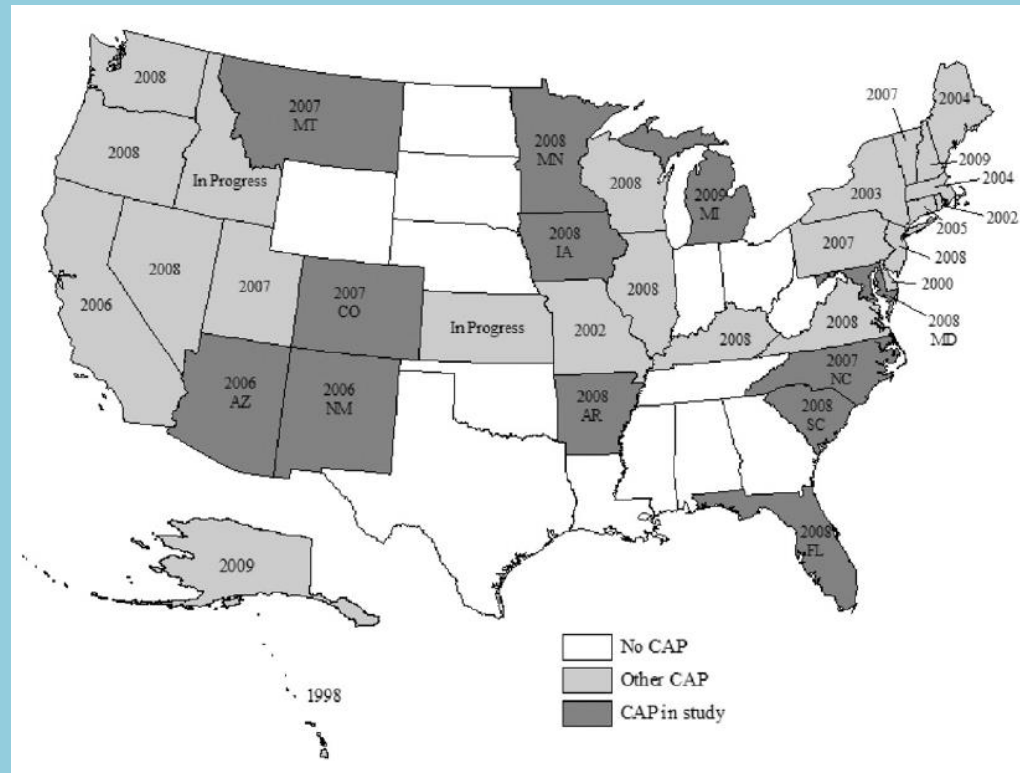 2008
2007
MT
2008
In Progress
2008
MN
2008
2009
MI
2007
2004
2009
2004
2003
2002
2005
2008
2007
2000
2008
MD
2008
IA
2008
2006
2008
2007
2007
CO
In Progress
2002
2008
2008
2006
AZ
2006
NM
2008
AR
2007
NC
2008
SC
2008
FL
2009
1998
No CAP
Other CAP
CAP in study